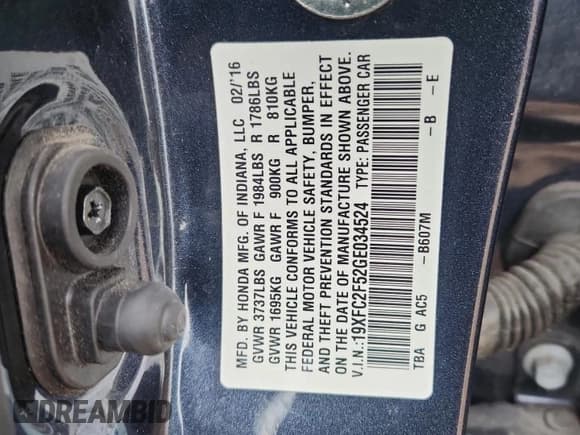 MFD. BY HONDA MFG. OF INDIANA, LLC 02/'16
GVWR 3737LBS GAWR F 1984LBS R 1786LBS
GVWR 1695KG GAWR F 900KG R 810KG
THIS VEHICLE CONFORMS TO ALL APPLICABLE
FEDERAL MOTOR VEHICLE SAFETY, BUMPER,
AND THEFT PREVENTION STANDARDS IN EFFECT
ON THE DATE OF MANUFACTURE SHOWN ABOVE.
V.I.N.:19XFC2F52GE034524 TYPE: PASSENGER CAR
TBA G AC5 -B607M -B -E
DREAMBID